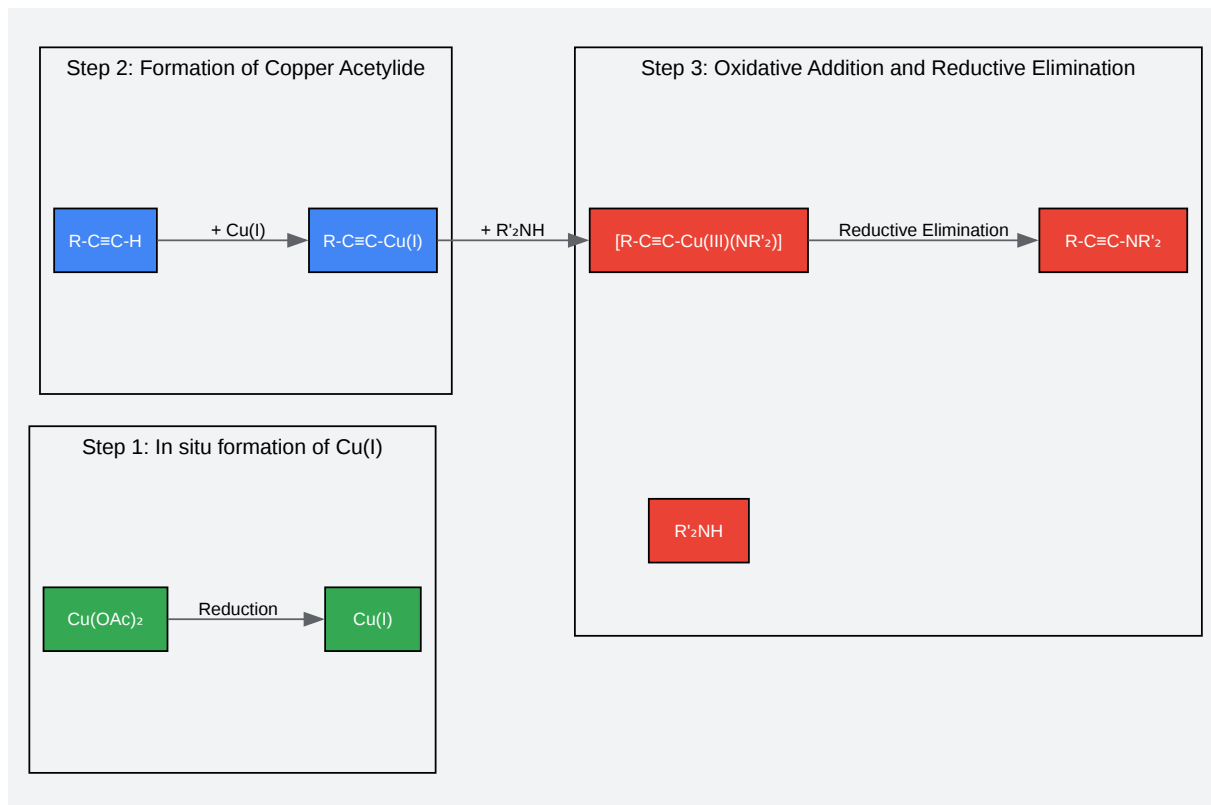 Step 2: Formation of Copper Acetylide
R-C≡C-H
+ Cu(I)
R-C≡C-Cu(I)
+ R'₂NH
Step 3: Oxidative Addition and Reductive Elimination
[R-C≡C-Cu(III)(NR'₂)]
Reductive Elimination
R-C≡C-NR'₂
R'₂NH
Step 1: In situ formation of Cu(I)
Cu(OAc)₂
Reduction
Cu(I)